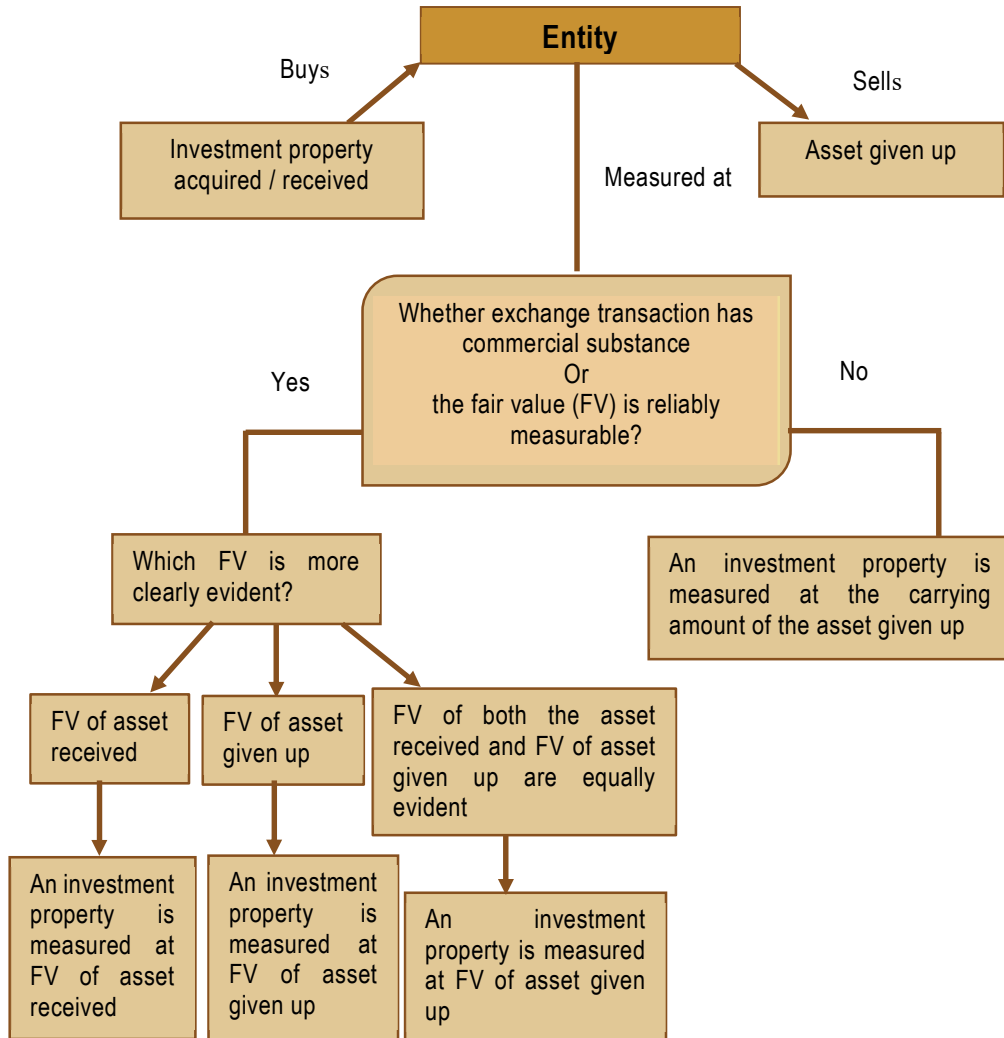 Entity
Buys
Sells
Investment property
acquired / received
Asset given up
Measured at
Whether exchange transaction has
commercial substance
Or
the fair value (FV) is reliably
measurable?
Yes
No
Which FV is more
clearly evident?
An investment property is
measured at the carrying
amount of the asset given up
FV of asset
received
FV of asset
given up
FV of both the asset
received and FV of asset
given up are equally
evident
An investment
property is
measured at
FV of asset
received
An investment
property is
measured at
FV of asset
given up
An investment
property is measured
at FV of asset given
up